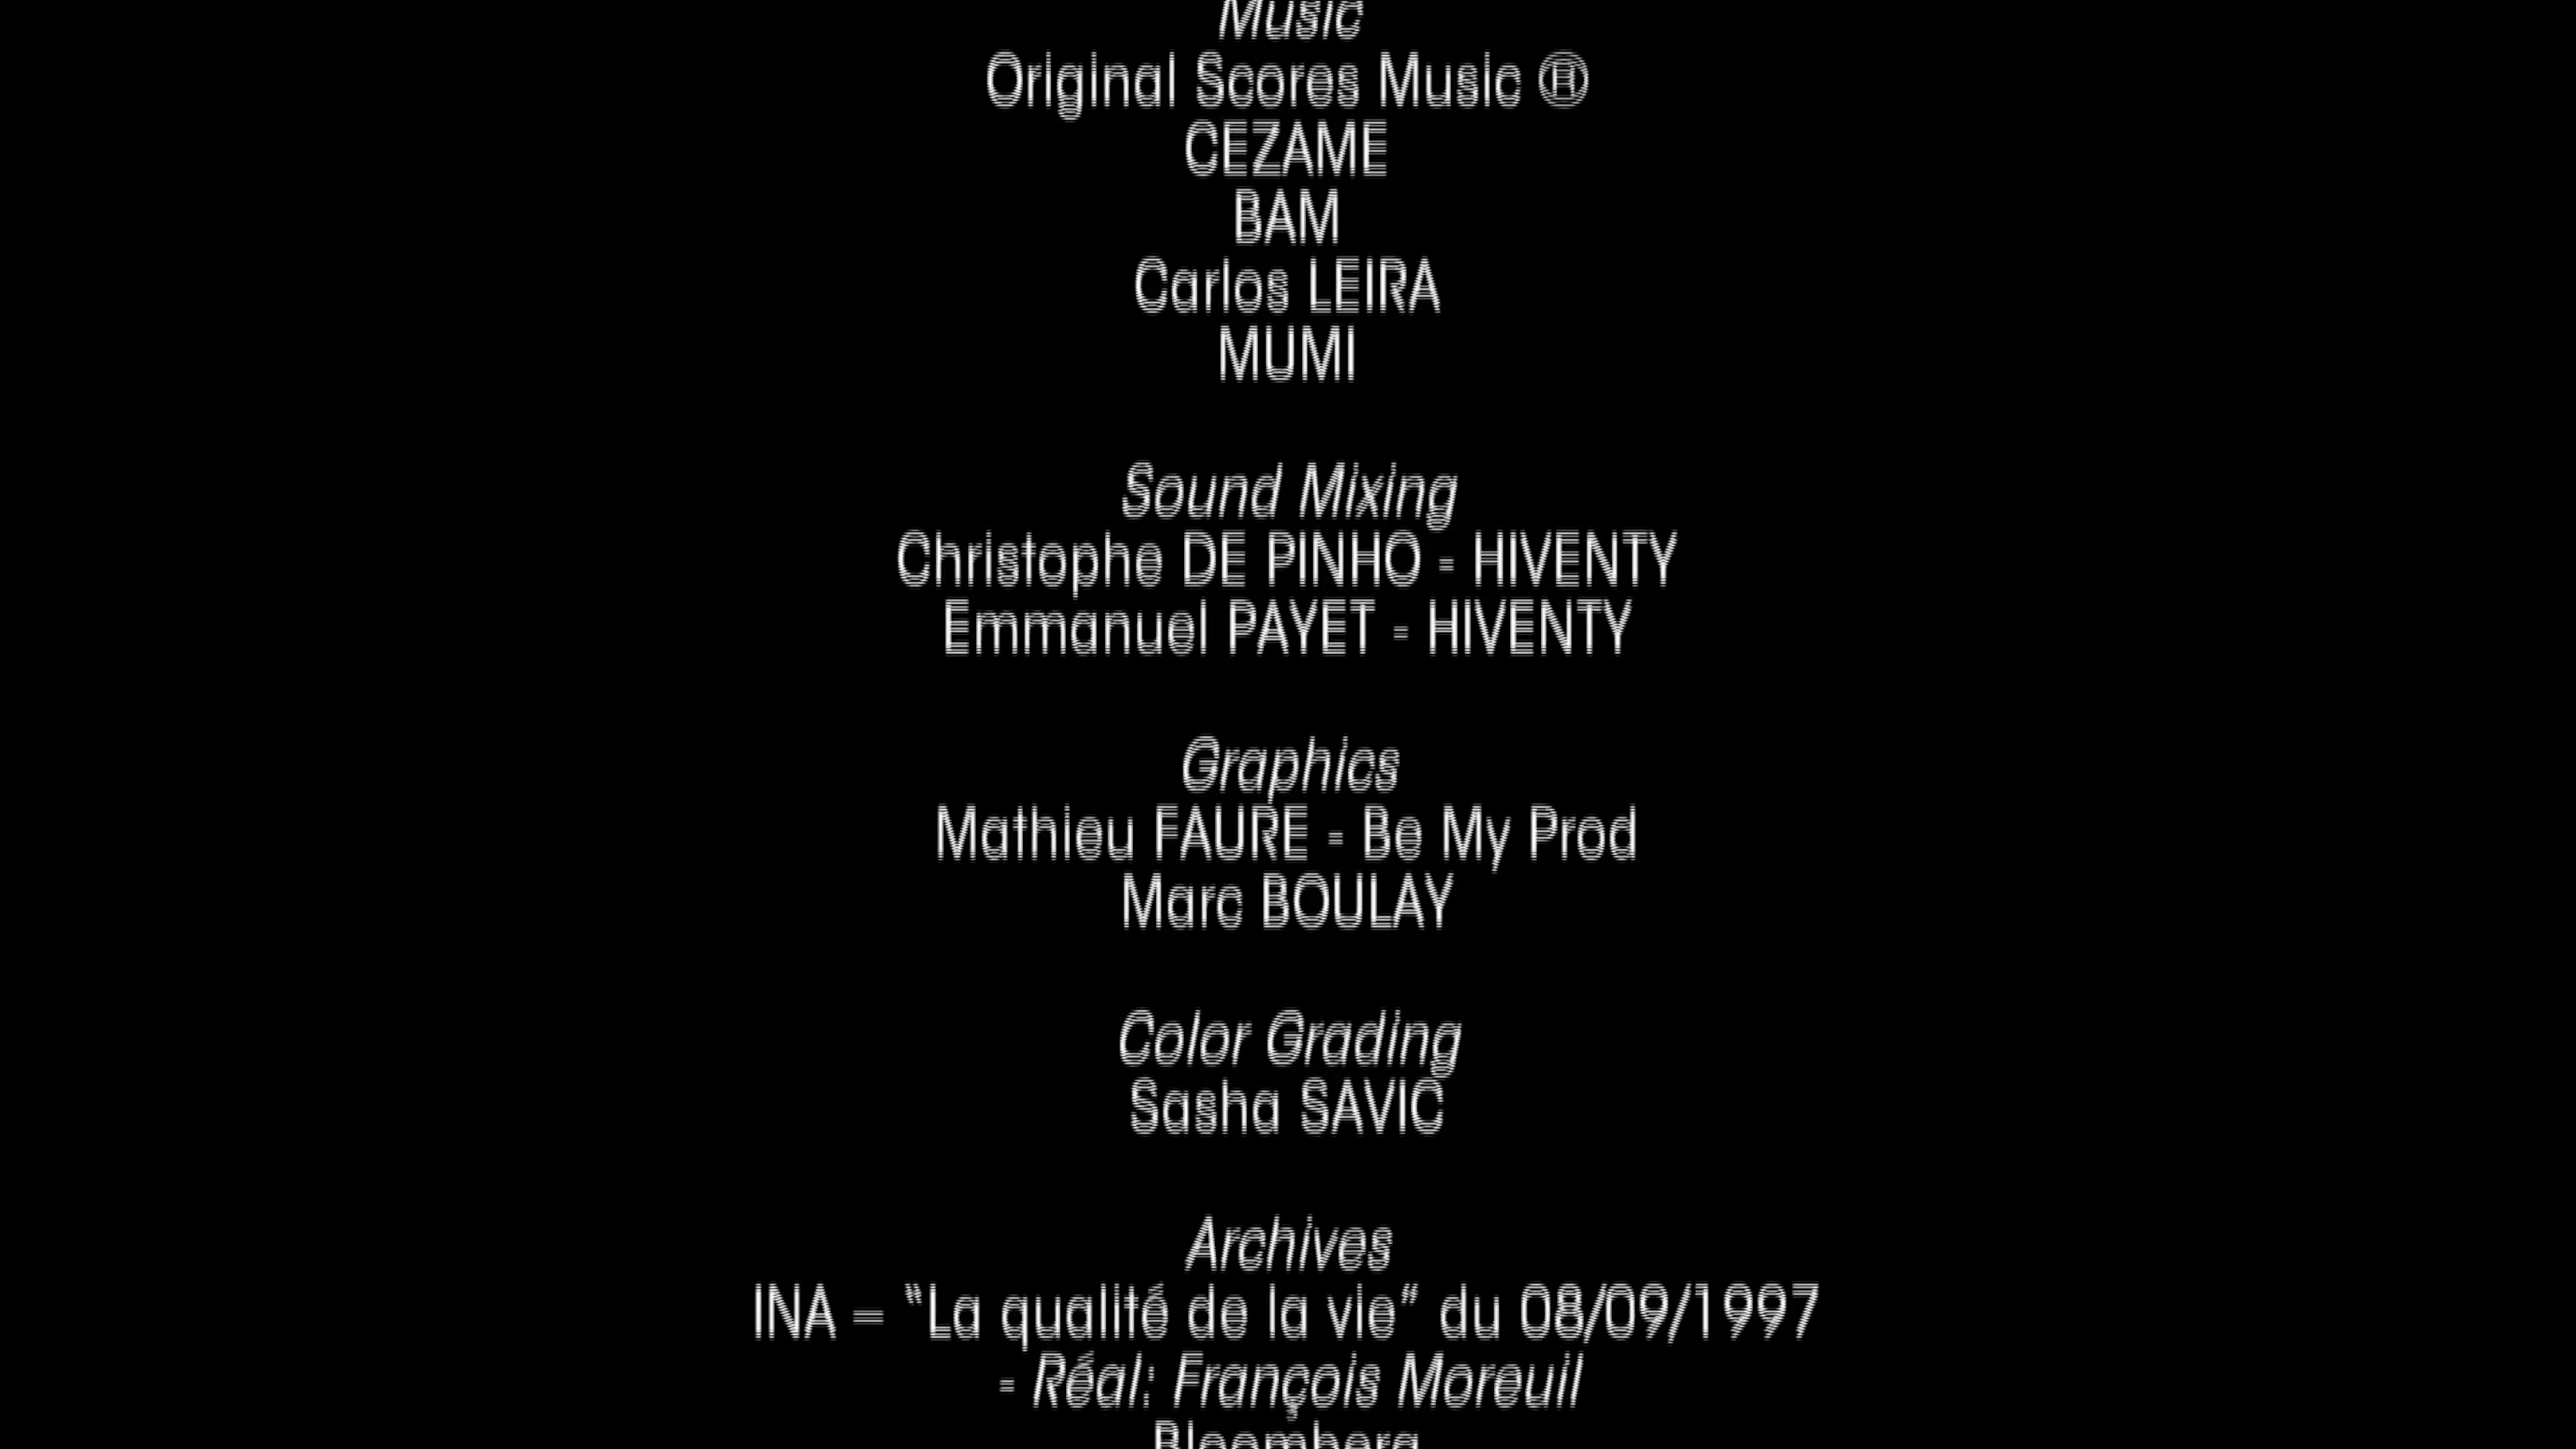 Music
Original Scores Music ®
CEZAME
BAM
Carlos LEIRA
MUMI
Sound Mixing
Christophe DE PINHO - HIVENTY
Emmanuel PAYET - HIVENTY
Graphics
Mathieu FAURE - Be My Prod
Marc BOULAY
Color Grading
Sasha SAVIC
Archives
INA – “La qualité de la vie” du 08/09/1997
- Réal: François Moreuil
Bloomberg